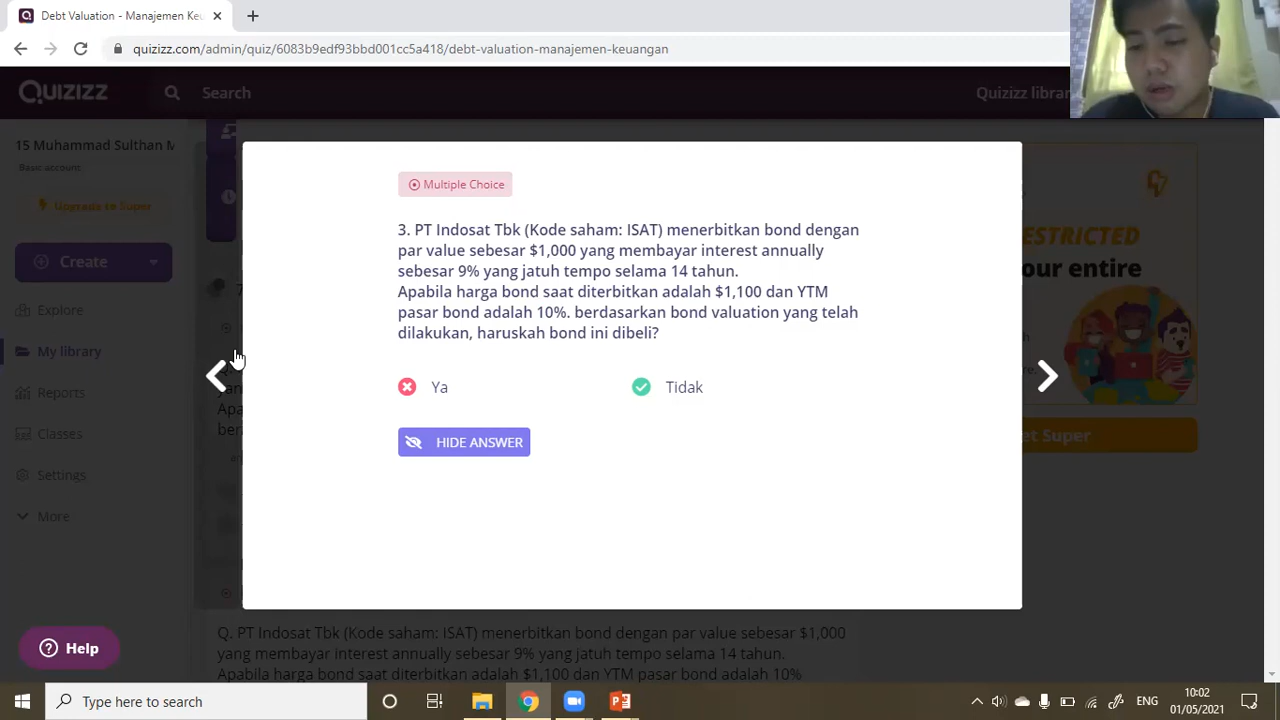 Debt Valuation - Manajemen Keu
quizizz.com/admin/quiz/6083b9edf93bbd001cc5a418/debt-valuation-manajemen-keuangan
Quizizz
Search
Quizizz librar
15 Muhammad Sulthan M
Basic account
Upgrade to Super
Create
Explore
My library
Reports
Classes
Settings
More
Help
Multiple Choice
3. PT Indosat Tbk (Kode saham: ISAT) menerbitkan bond dengan
par value sebesar $1,000 yang membayar interest annually
sebesar 9% yang jatuh tempo selama 14 tahun.
Apabila harga bond saat diterbitkan adalah $1,100 dan YTM
pasar bond adalah 10%. berdasarkan bond valuation yang telah
dilakukan, haruskah bond ini dibeli?
Ya
Tidak
HIDE ANSWER
RESTRICTED
our entire
et Super
Q. PT Indosat Tbk (Kode saham: ISAT) menerbitkan bond dengan par value sebesar $1,000
yang membayar interest annually sebesar 9% yang jatuh tempo selama 14 tahun.
Apabila harga bond saat diterbitkan adalah $1,100 dan YTM pasar bond adalah 10%
Type here to search
ENG
10:02
01/05/2021